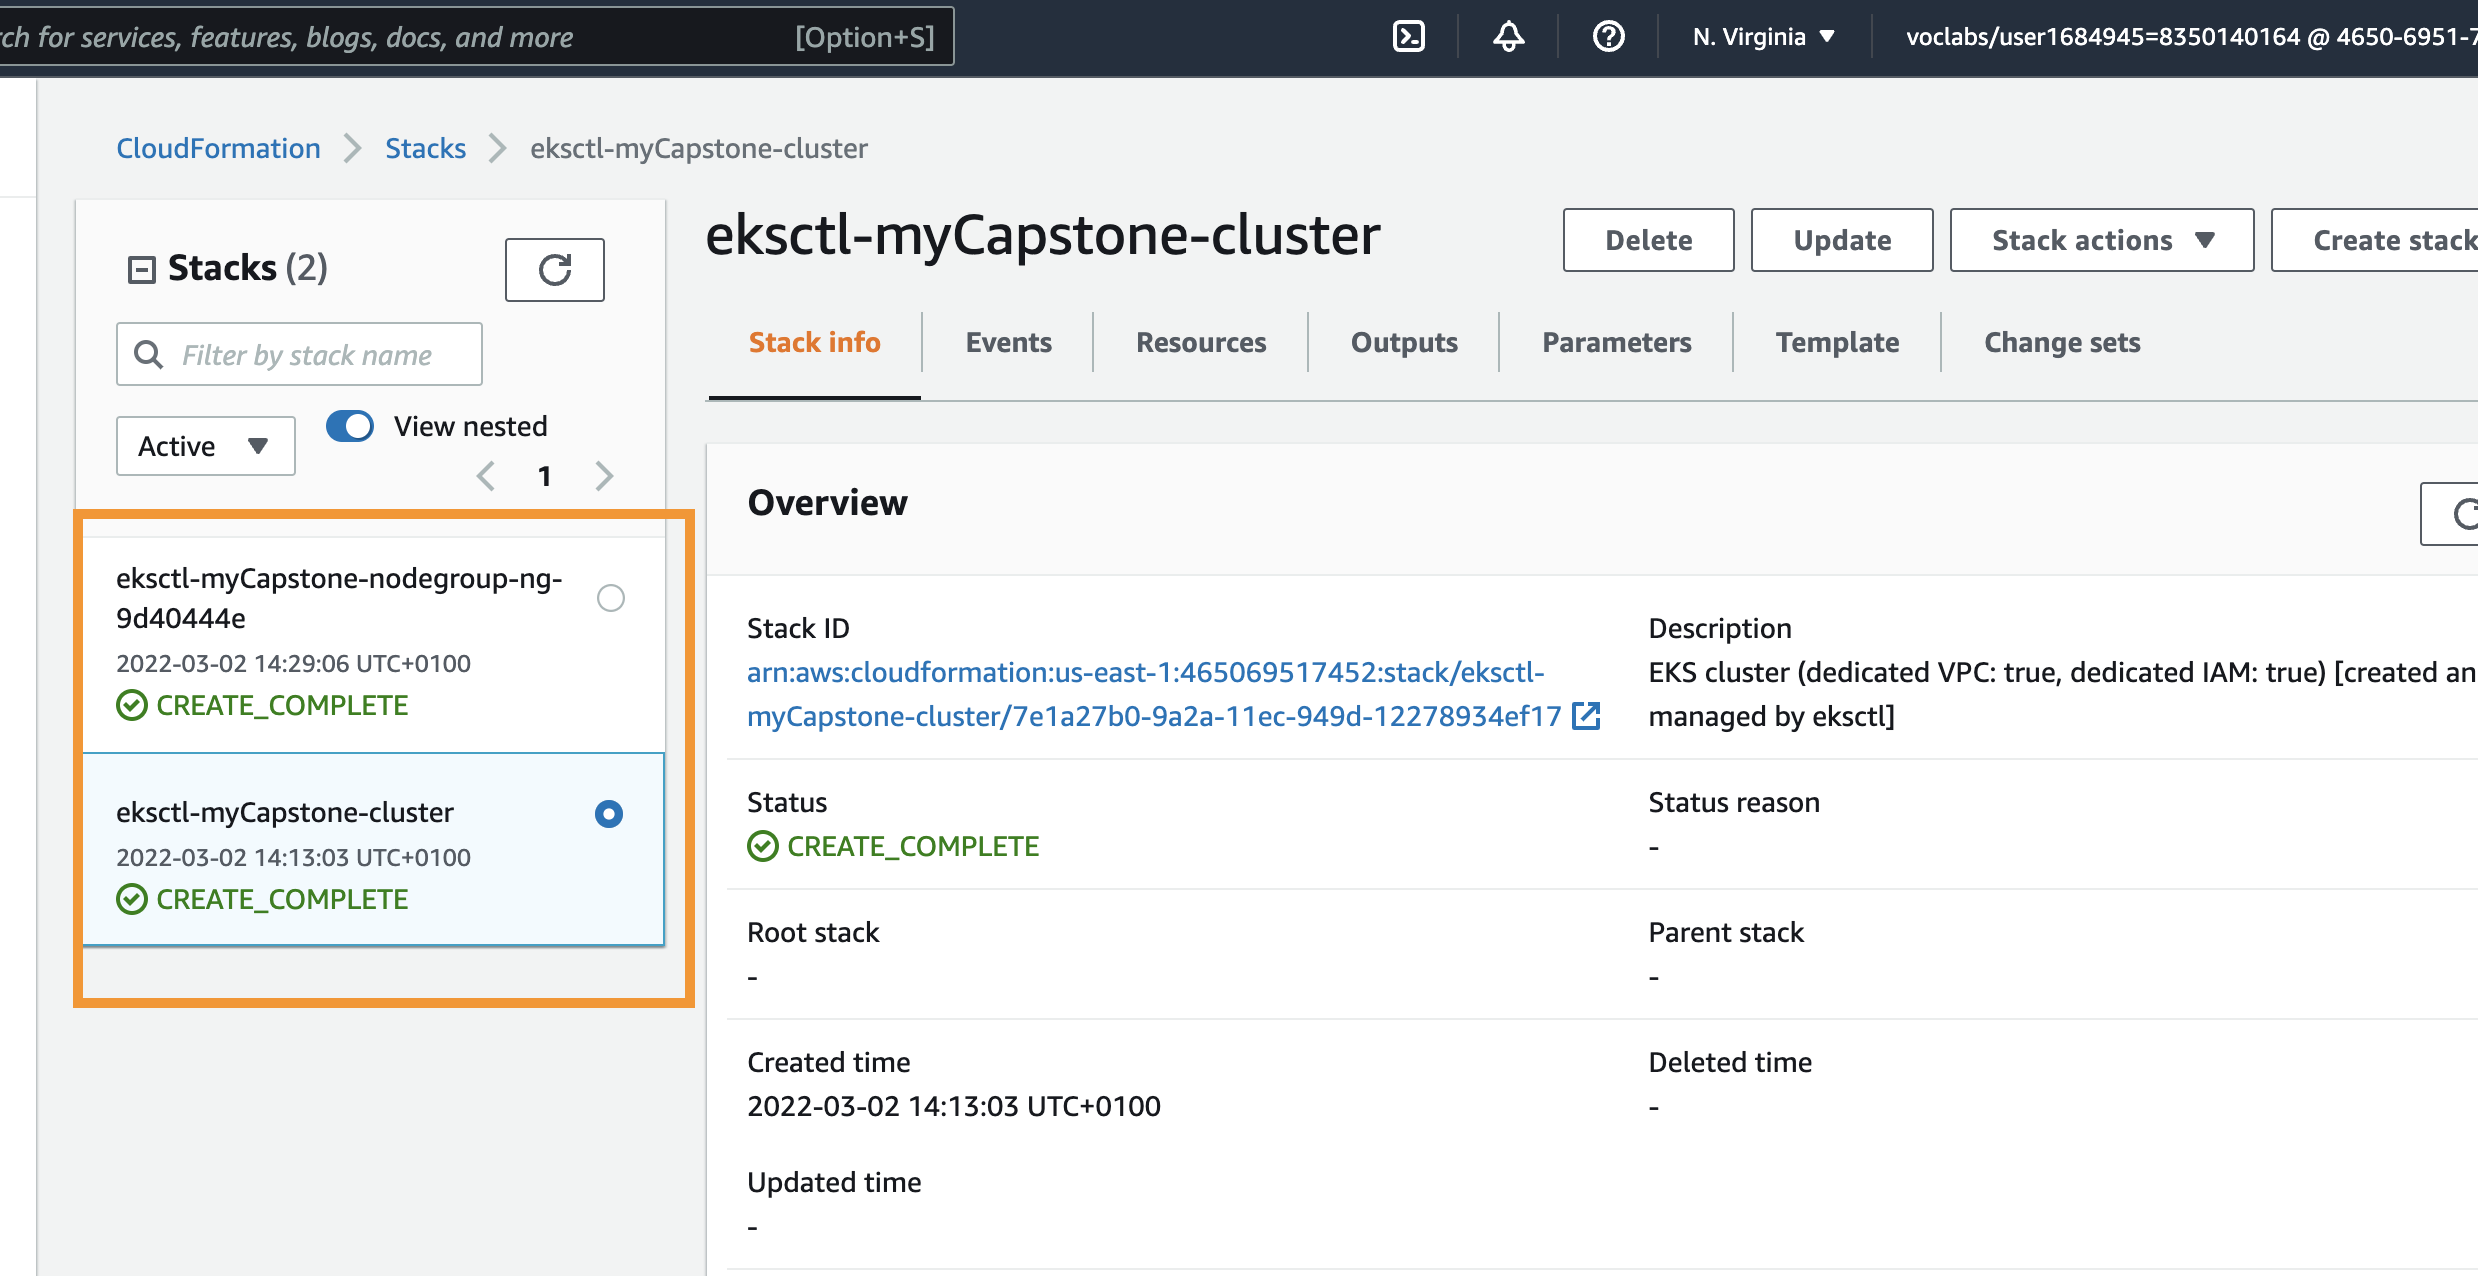 ch for services, features, blogs, docs, and more [Option+S] N. Virginia ▼ voclabs/user1684945=8350140164 @ 4650-6951-7
CloudFormation > Stacks > eksctl-myCapstone-cluster
Stacks (2)
Filter by stack name
Active ▼ View nested
< 1 >
eksctl-myCapstone-nodegroup-ng-
9d40444e
2022-03-02 14:29:06 UTC+0100
CREATE_COMPLETE
eksctl-myCapstone-cluster
2022-03-02 14:13:03 UTC+0100
CREATE_COMPLETE
eksctl-myCapstone-cluster
Delete Update Stack actions ▼ Create stack
Stack info Events Resources Outputs Parameters Template Change sets
Overview
Stack ID
arn:aws:cloudformation:us-east-1:465069517452:stack/eksctl-
myCapstone-cluster/7e1a27b0-9a2a-11ec-949d-12278934ef17
Description
EKS cluster (dedicated VPC: true, dedicated IAM: true) [created an
managed by eksctl]
Status
CREATE_COMPLETE
Status reason
-
Root stack
-
Parent stack
-
Created time
2022-03-02 14:13:03 UTC+0100
Deleted time
-
Updated time
-